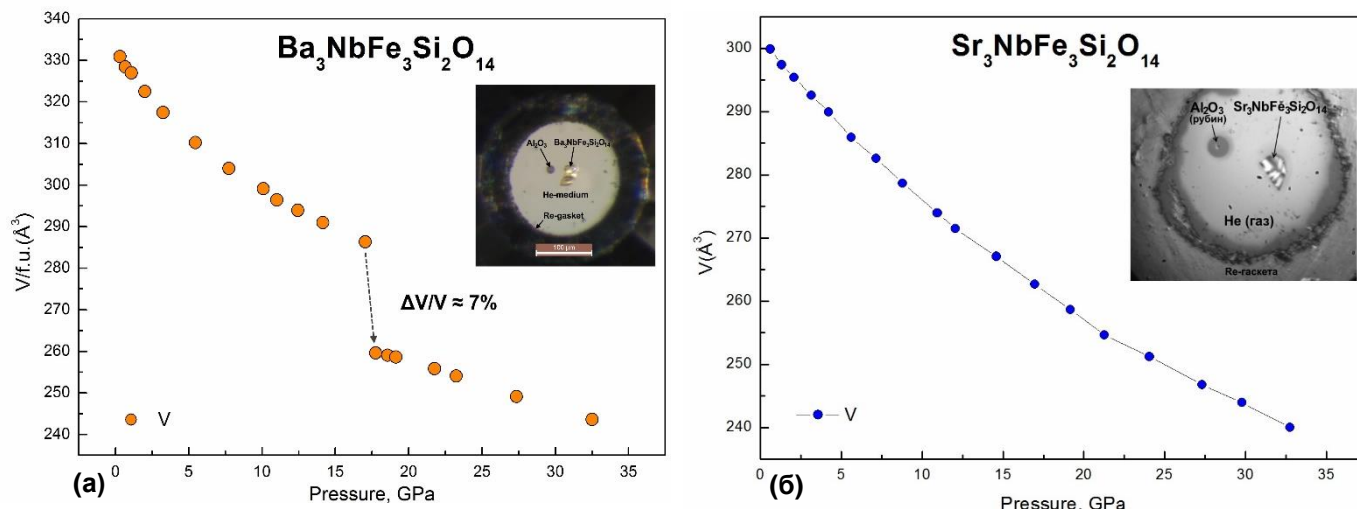 Ba3NbFe3Si2O14
V/f.u.(Å³)
340
330
320
310
300
290
280
270
260
250
240
Al2O3
Ba3NbFe3Si2O14
He-medium
Re-gasket
100 µm
ΔV/V ≈ 7%
V
0 5 10 15 20 25 30 35
(а)
Pressure, GPa
Sr3NbFe3Si2O14
V(Å³)
300
290
280
270
260
250
240
Al2O3
(рубин)
Sr3NbFe3Si2O14
He (газ)
Re-гаскета
V
0 5 10 15 20 25 30 35
(б)
Pressure, GPa